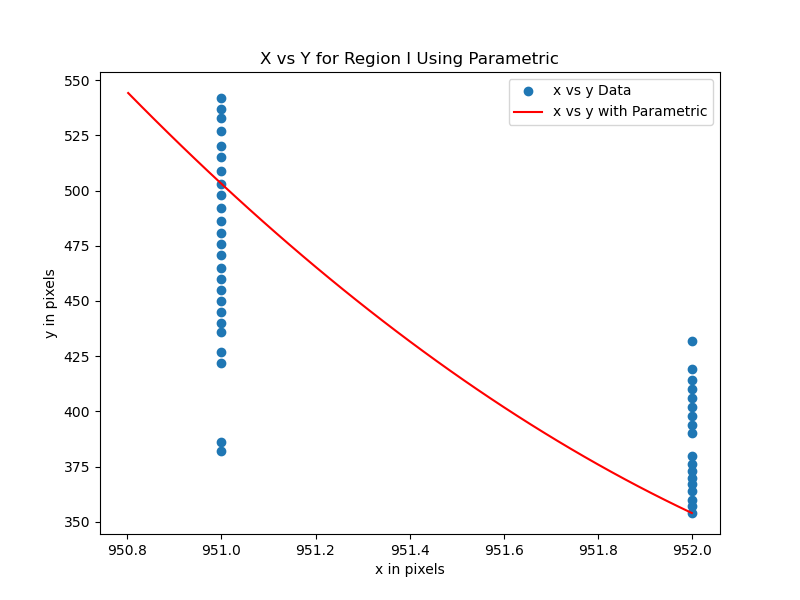 X vs Y for Region I Using Parametric
x vs y Data
x vs y with Parametric
550
525
500
475
450
425
400
375
350
y in pixels
950.8 951.0 951.2 951.4 951.6 951.8 952.0
x in pixels